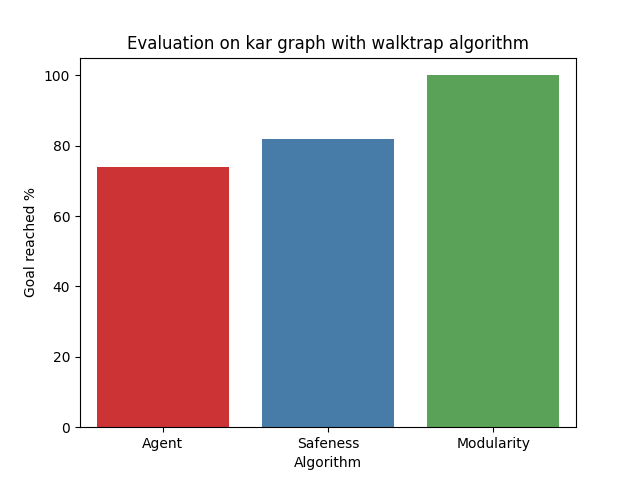 Evaluation on kar graph with walktrap algorithm
100
80
60
40
20
0
Goal reached %
Agent
Safeness
Modularity
Algorithm